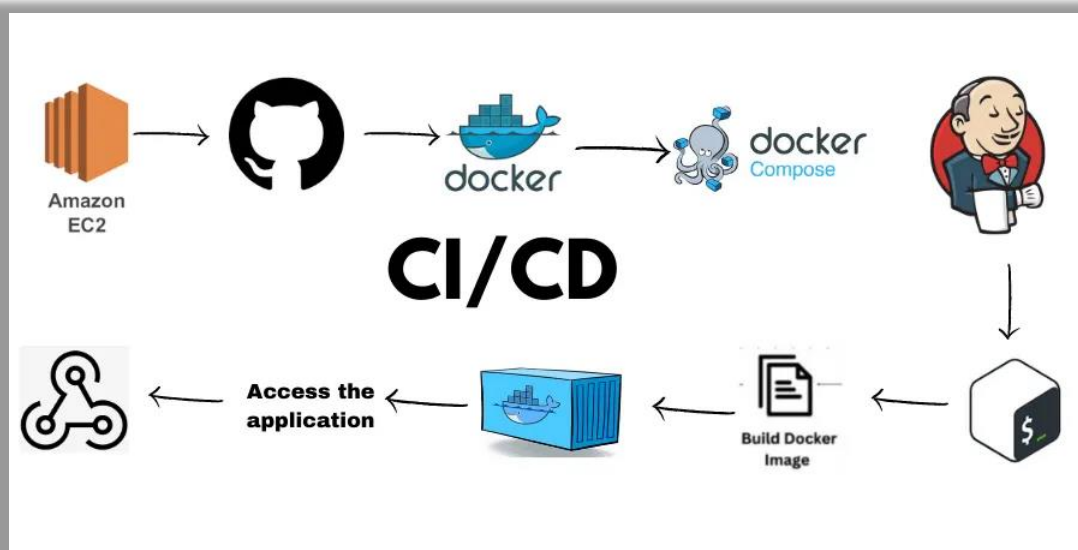 Amazon
EC2
docker
docker
Compose
CI/CD
Access the
application
Build Docker
Image
$_